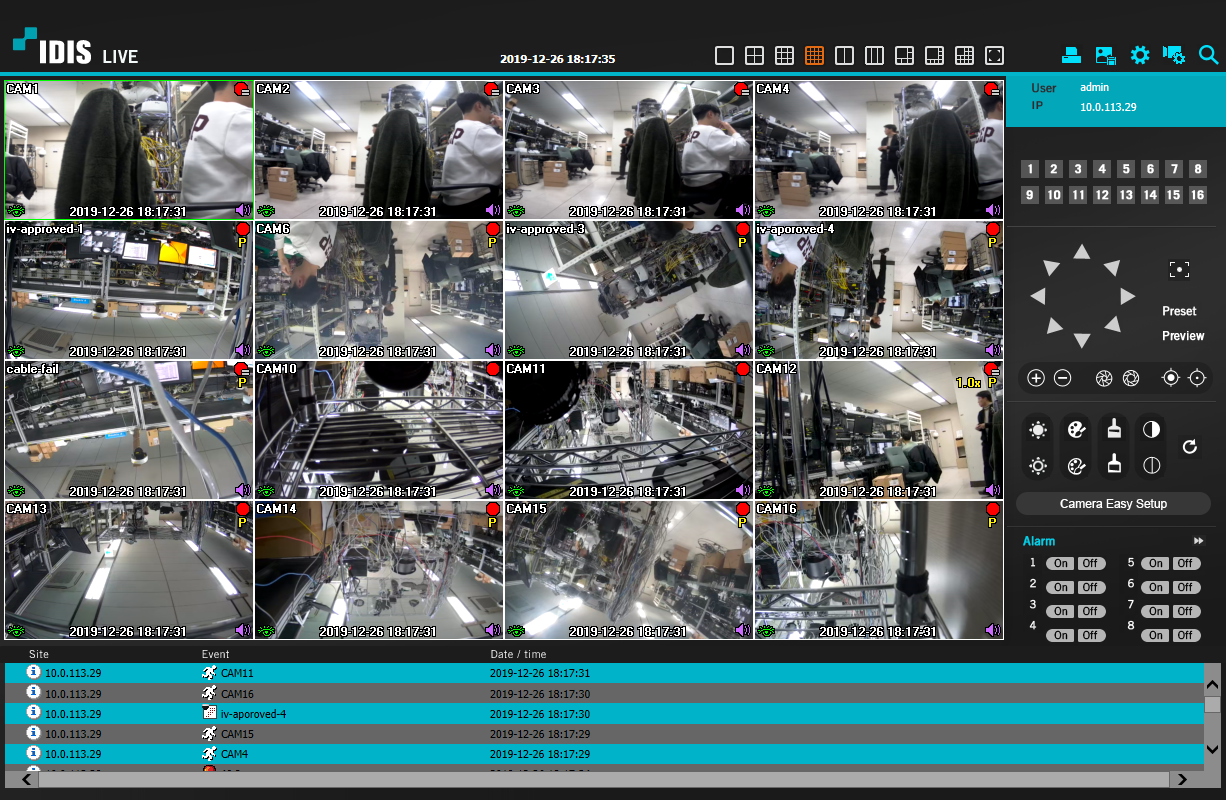 IDIS LIVE
2019-12-26 18:17:35
User admin
IP 10.0.113.29
CAM1
CAM2
CAM3
CAM4
2019-12-26 18:17:31
2019-12-26 18:17:31
2019-12-26 18:17:31
2019-12-26 18:17:31
1 2 3 4 5 6 7 8
9 10 11 12 13 14 15 16
iv-approved-1
CAM6
iv-approved-3
iv-aporoved-4
P
P
P
P
2019-12-26 18:17:31
2019-12-26 18:17:31
2019-12-26 18:17:31
2019-12-26 18:17:31
Preset
Preview
cable-fail
CAM10
CAM11
CAM12
P
1.0x P
2019-12-26 18:17:31
2019-12-26 18:17:31
2019-12-26 18:17:31
2019-12-26 18:17:31
Camera Easy Setup
CAM13
CAM14
CAM15
CAM16
P
P
P
P
2019-12-26 18:17:31
2019-12-26 18:17:31
2019-12-26 18:17:31
2019-12-26 18:17:31
Alarm
1 On Off 5 On Off
2 On Off 6 On Off
3 On Off 7 On Off
4 On Off 8 On Off
Site Event Date / time
10.0.113.29 CAM11 2019-12-26 18:17:31
10.0.113.29 CAM16 2019-12-26 18:17:30
10.0.113.29 iv-aporoved-4 2019-12-26 18:17:30
10.0.113.29 CAM15 2019-12-26 18:17:29
10.0.113.29 CAM4 2019-12-26 18:17:29